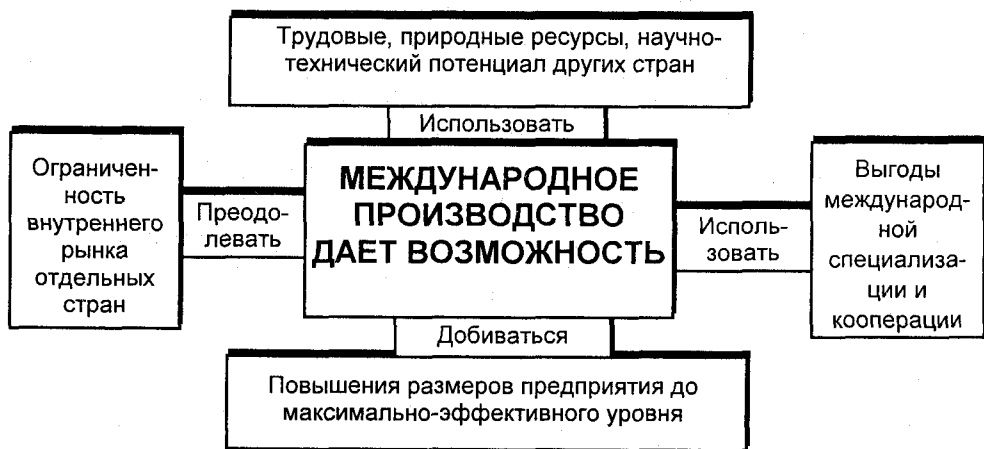 Трудовые, природные ресурсы, научно-
технический потенциал других стран
Использовать
Ограничен-
ность
внутреннего
рынка
отдельных
стран
Преодо-
левать
МЕЖДУНАРОДНОЕ
ПРОИЗВОДСТВО
ДАЕТ ВОЗМОЖНОСТЬ
Исполь-
зовать
Выгоды
международ-
ной
специализа-
ции и
кооперации
Добиваться
Повышения размеров предприятия до
максимально-эффективного уровня